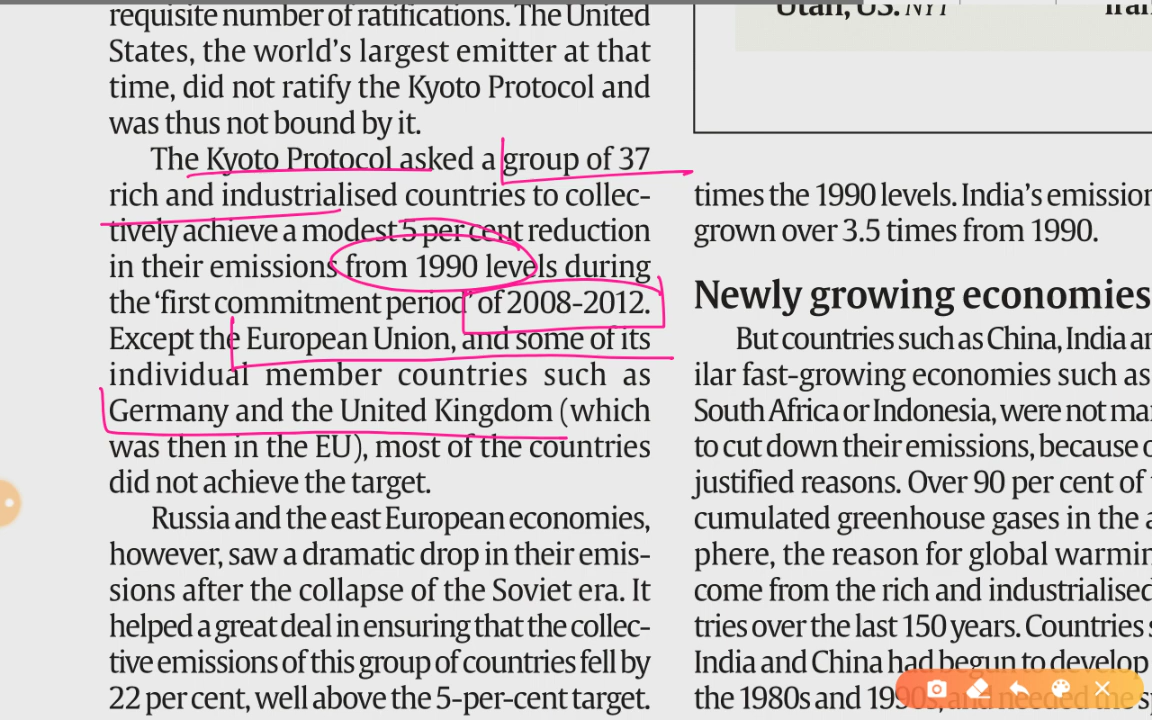 requisite number of ratifications. The United
States, the world's largest emitter at that
time, did not ratify the Kyoto Protocol and
was thus not bound by it.
The Kyoto Protocol asked a group of 37
rich and industrialised countries to collec-
tively achieve a modest 5 per cent reduction
in their emissions from 1990 levels during
the 'first commitment period' of 2008-2012.
Except the European Union, and some of its
individual member countries such as
Germany and the United Kingdom (which
was then in the EU), most of the countries
did not achieve the target.
Russia and the east European economies,
however, saw a dramatic drop in their emis-
sions after the collapse of the Soviet era. It
helped a great deal in ensuring that the collec-
tive emissions of this group of countries fell by
22 per cent, well above the 5-per-cent target.
Utah, US. NYT
times the 1990 levels. India's emission
grown over 3.5 times from 1990.
Newly growing economies
But countries such as China, India
ilar fast-growing economies such as
South Africa or Indonesia, were not
to cut down their emissions, because
justified reasons. Over 90 per cent of
cumulated greenhouse gases in the
phere, the reason for global
come from the rich and industrialised
tries over the last 150 years. Countries
India and China had begun to develop
the 1980s and 1990s, and needed the